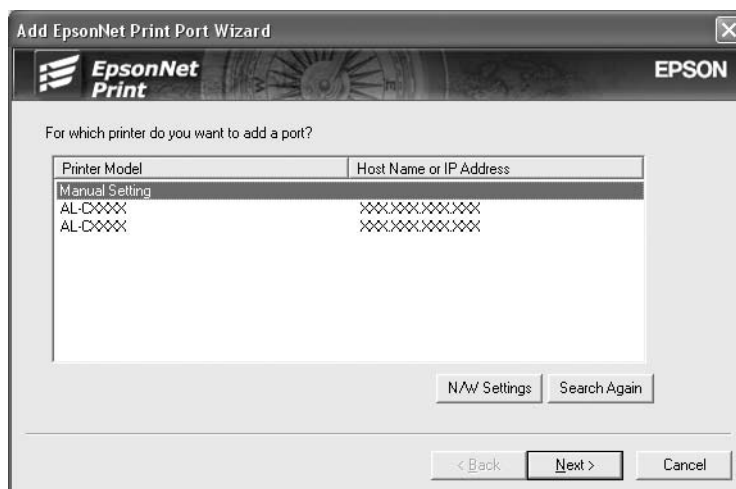 Add EpsonNet Print Port Wizard
EpsonNet
Print
EPSON
For which printer do you want to add a port?
Printer Model Host Name or IP Address
Manual Setting
AL-CXXXX XXX.XXX.XXX.XXX
AL-CXXXX XXX.XXX.XXX.XXX
N/W Settings Search Again
< Back Next > Cancel